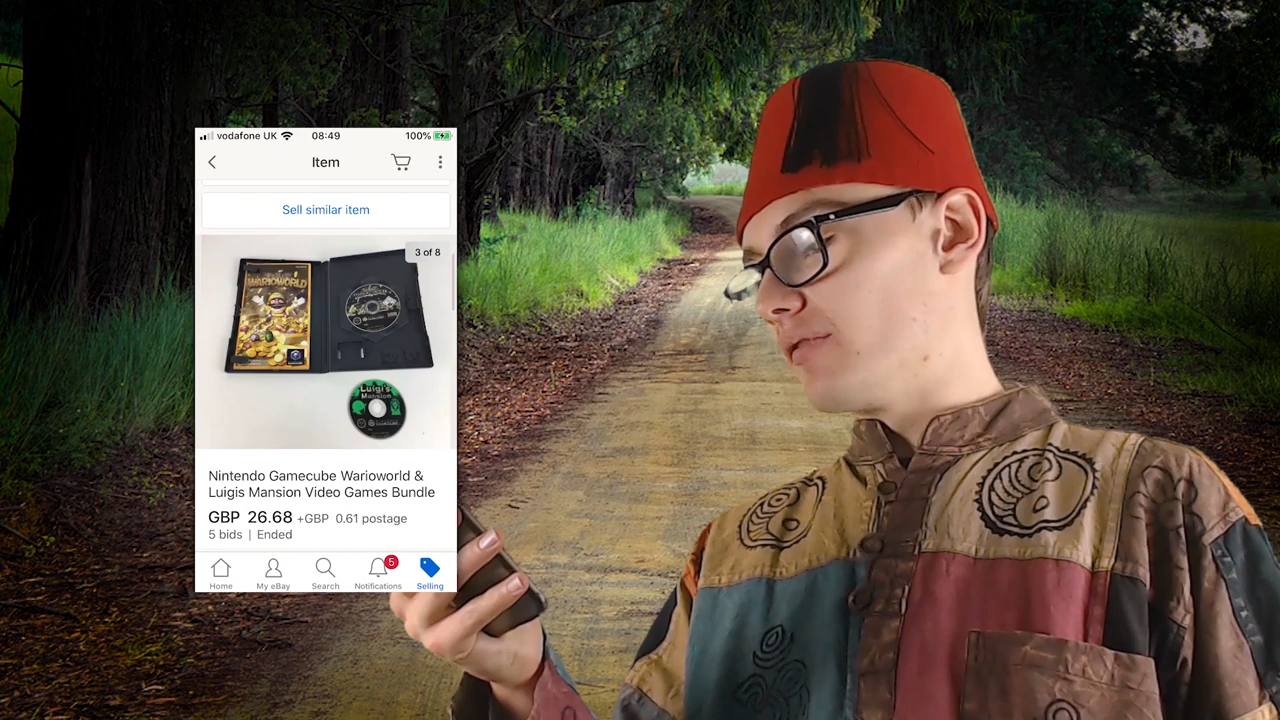 vodafone UK 08:49 100%
Item
Sell similar item
3 of 8
WARIOWORLD
Luigi's
Mansion
Nintendo Gamecube Warioworld &
Luigis Mansion Video Games Bundle
GBP 26.68 +GBP 0.61 postage
5 bids | Ended
5
Home My eBay Search Notifications Selling